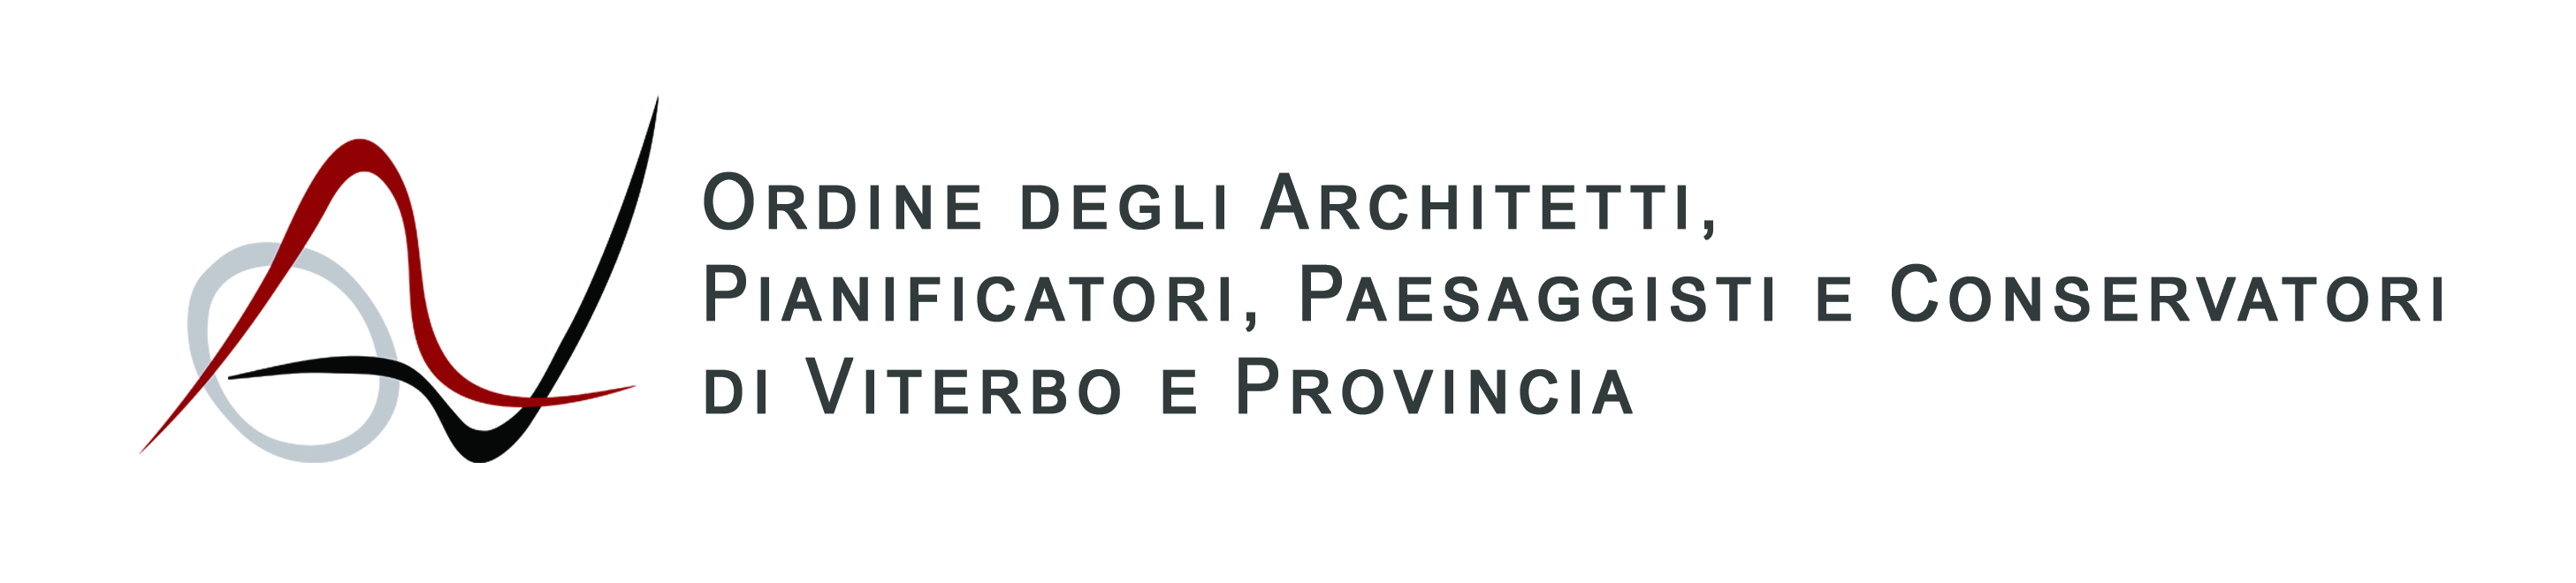 Ordine degli Architetti,
Pianificatori, Paesaggisti e Conservatori
di Viterbo e Provincia